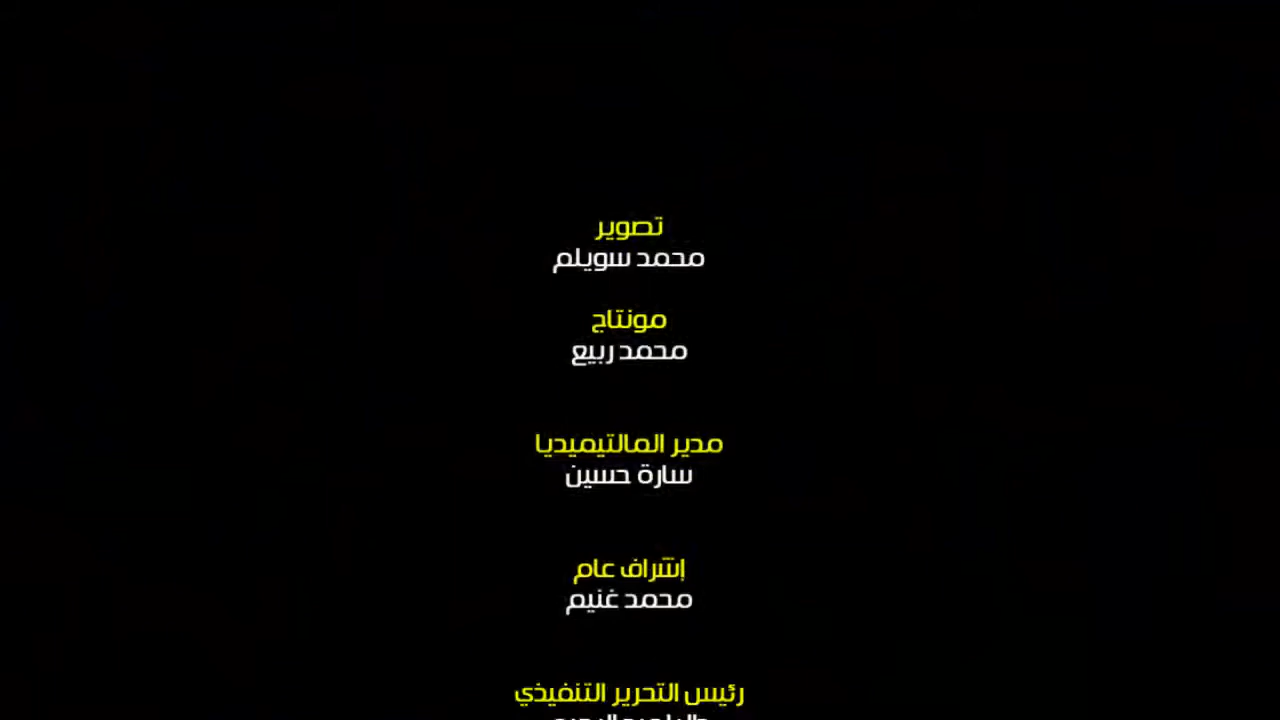 تصوير
محمد سويلم
مونتاج
محمد ربيع
مدير المالتيميديا
سارة حسين
إشراف عام
محمد غنيم
رئيس التحرير التنفيذي